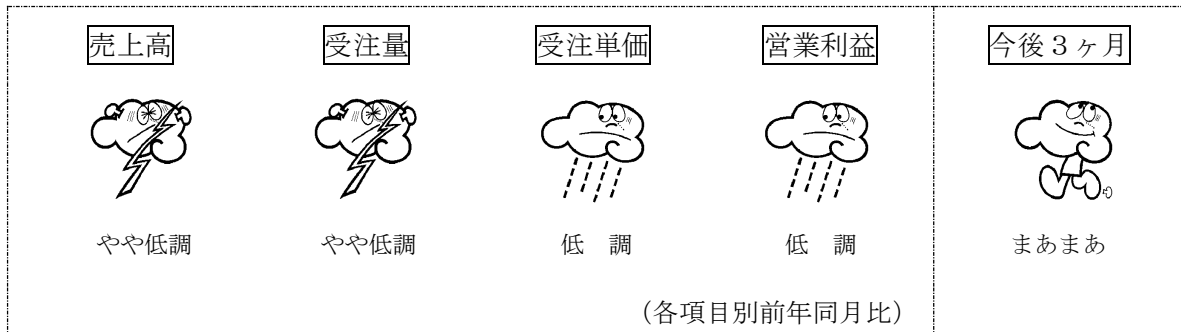 売上高 受注量 受注単価 営業利益 今後３ヶ月
やや低調 やや低調 低　調 低　調 まあまあ
（各項目別前年同月比）